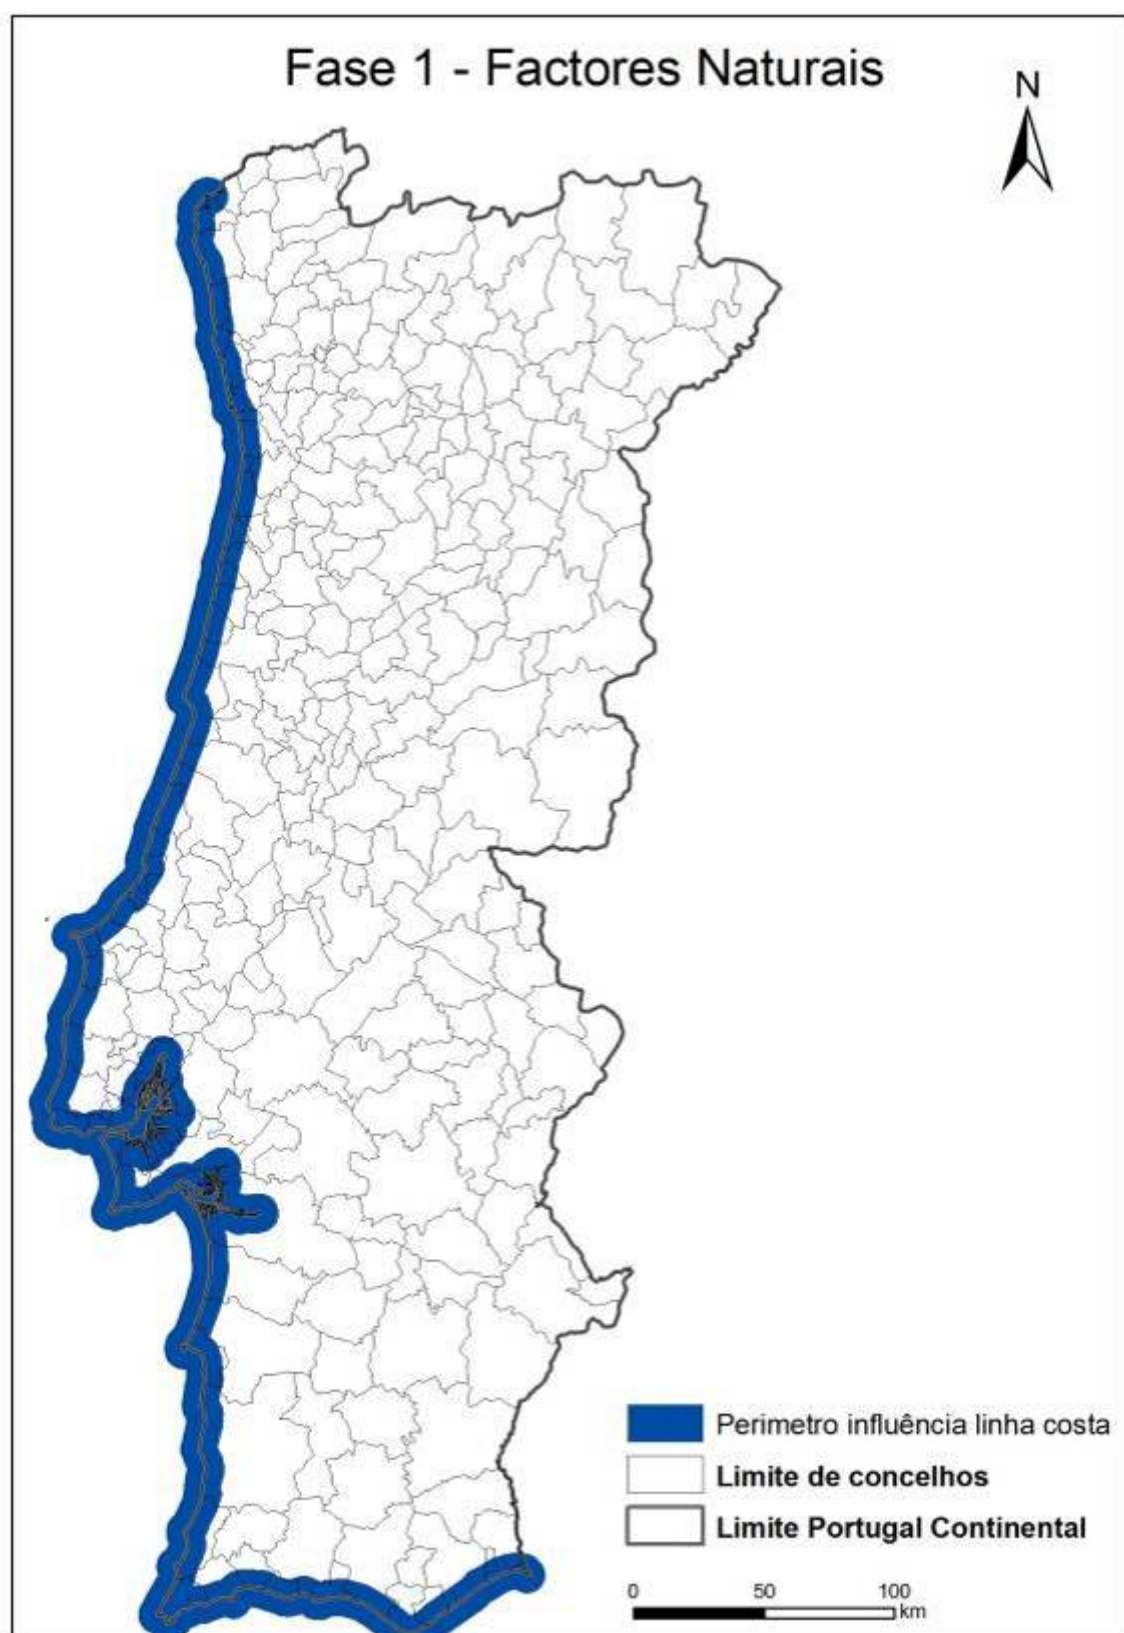 Fase 1 - Factores Naturais
N
Perimetro influência linha costa
Limite de concelhos
Limite Portugal Continental
0 50 100
km